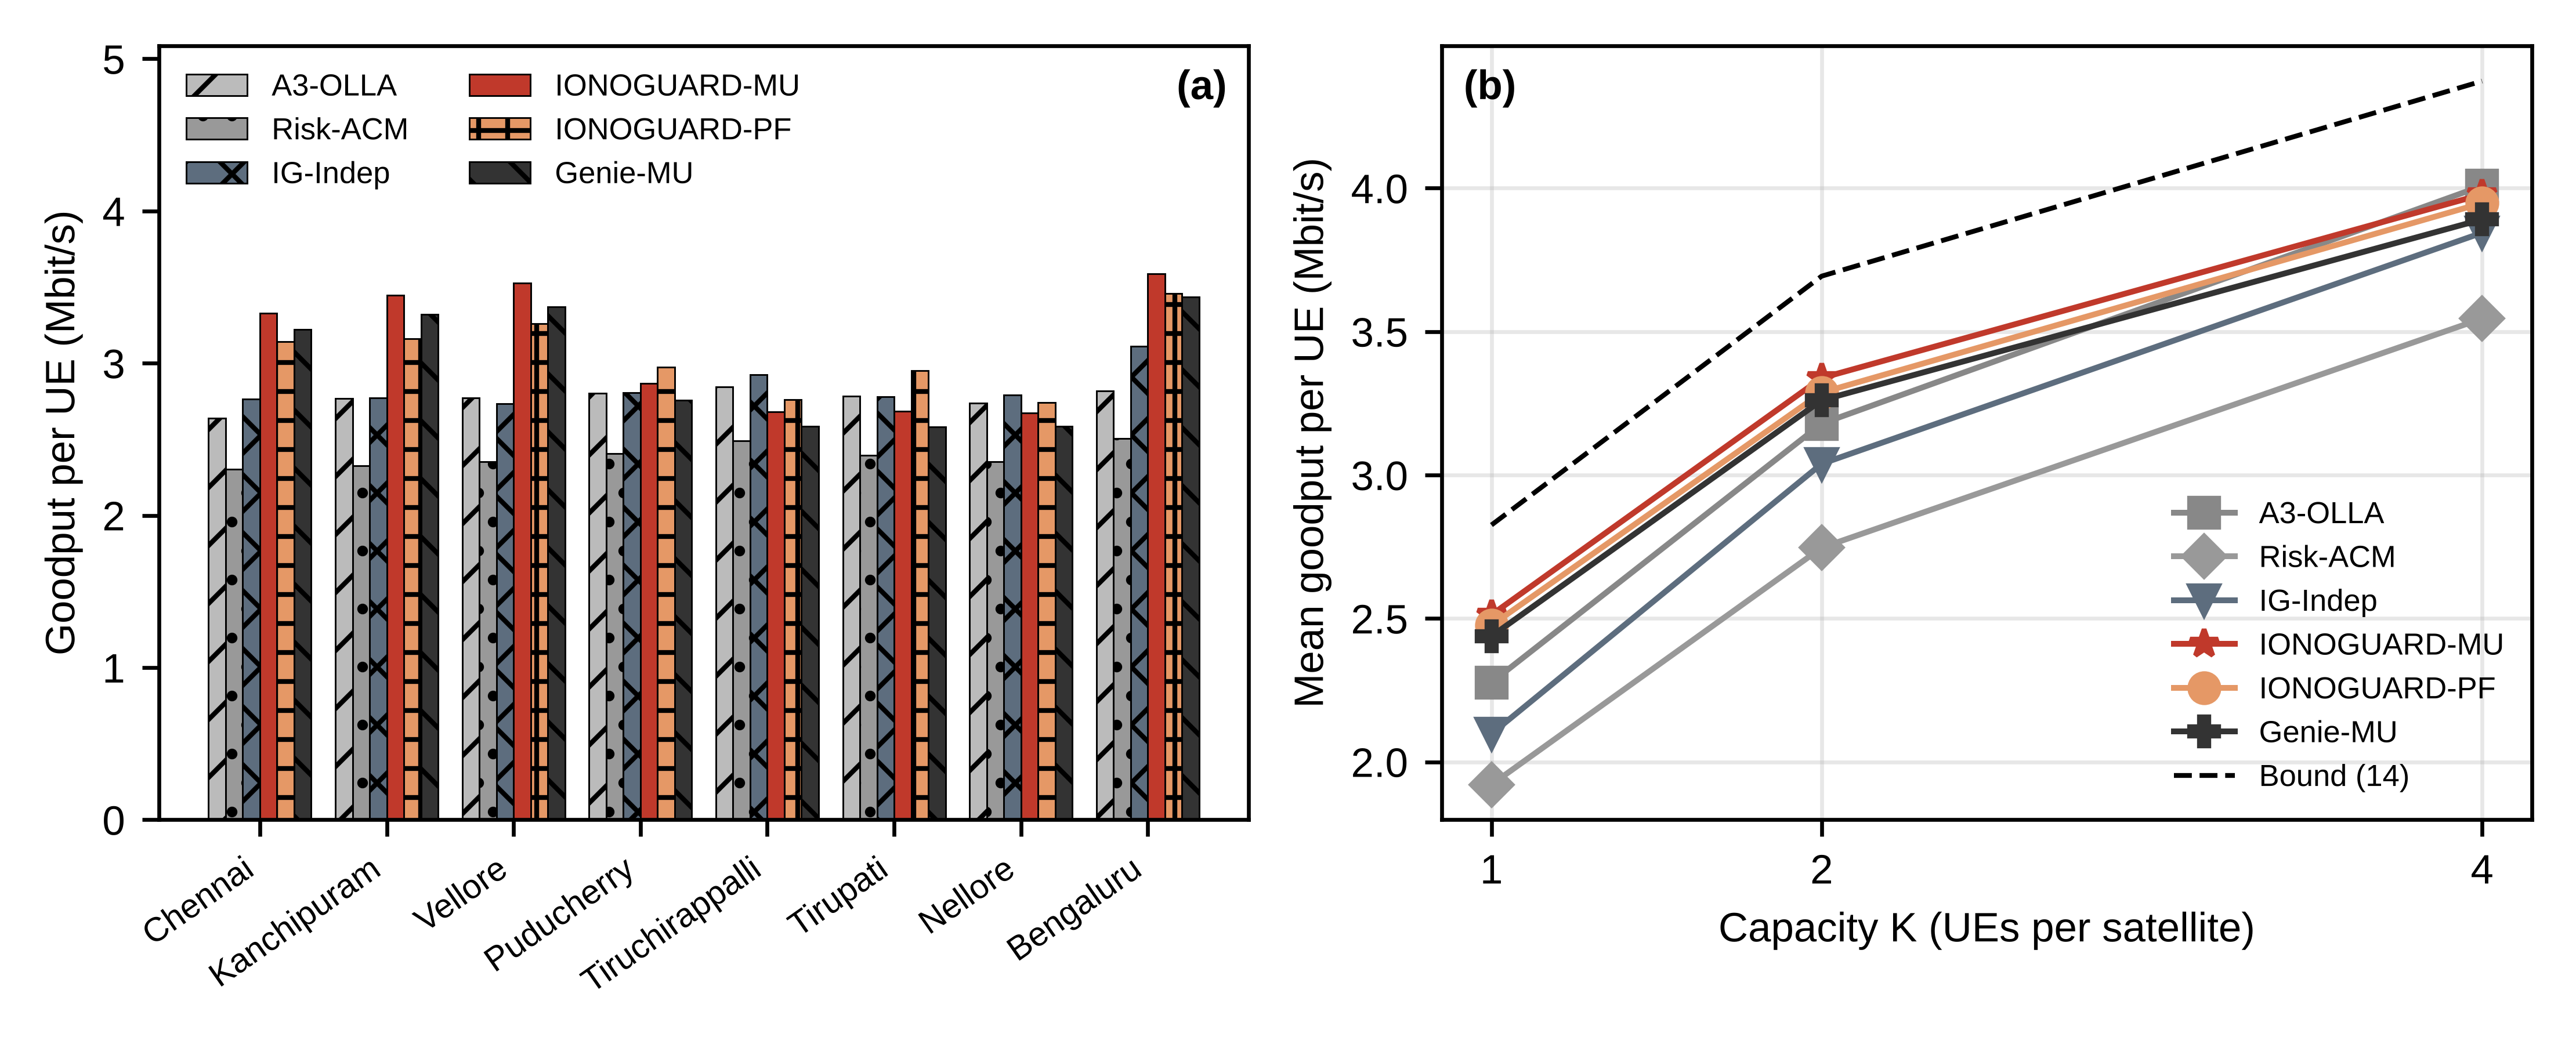 (a)
A3-OLLA
Risk-ACM
IG-Indep
IONOGUARD-MU
IONOGUARD-PF
Genie-MU
Goodput per UE (Mbit/s)
5
4
3
2
1
0
Chennai
Kanchipuram
Vellore
Puducherry
Tiruchirappalli
Tirupati
Nellore
Bengaluru
(b)
Mean goodput per UE (Mbit/s)
4.0
3.5
3.0
2.5
2.0
A3-OLLA
Risk-ACM
IG-Indep
IONOGUARD-MU
IONOGUARD-PF
Genie-MU
Bound (14)
1
2
4
Capacity K (UEs per satellite)